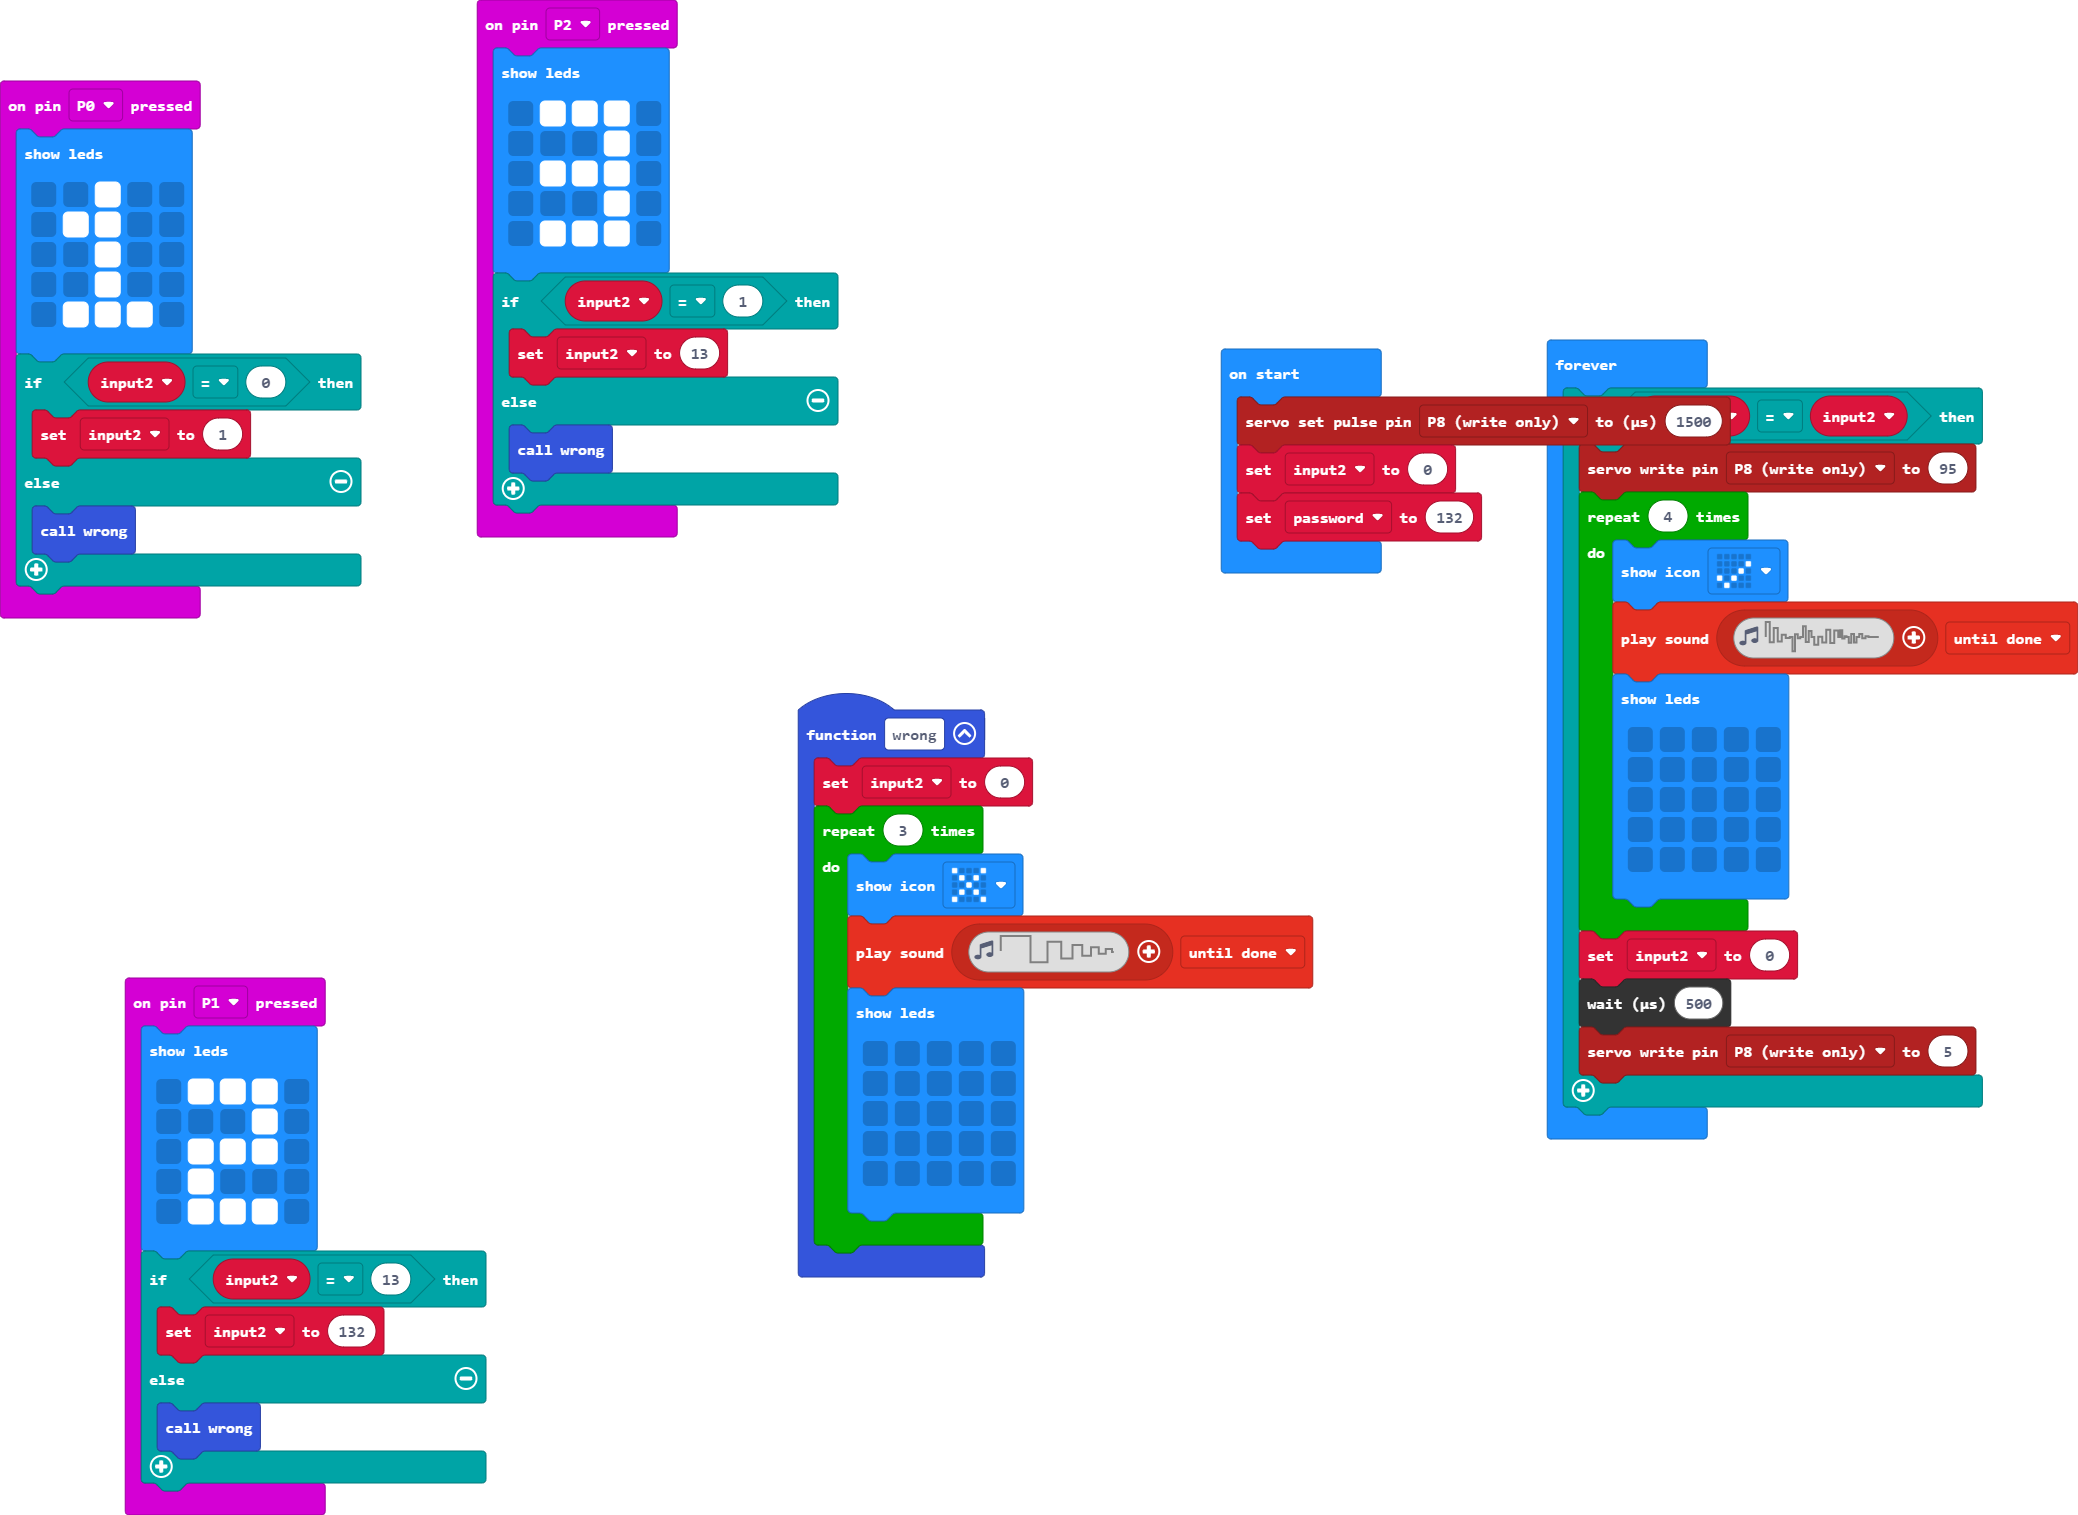 on pin P0 pressed
show leds
if input2 = 0 then
set input2 to 1
else
call wrong
on pin P2 pressed
show leds
if input2 = 1 then
set input2 to 13
else
call wrong
on start
servo set pulse pin P8 (write only) to (µs) 1500
set input2 to 0
set password to 132
forever
= input2 then
servo write pin P8 (write only) to 95
repeat 4 times
do
show icon
play sound until done
show leds
set input2 to 0
wait (µs) 500
servo write pin P8 (write only) to 5
function wrong
set input2 to 0
repeat 3 times
do
show icon
play sound until done
show leds
on pin P1 pressed
show leds
if input2 = 13 then
set input2 to 132
else
call wrong